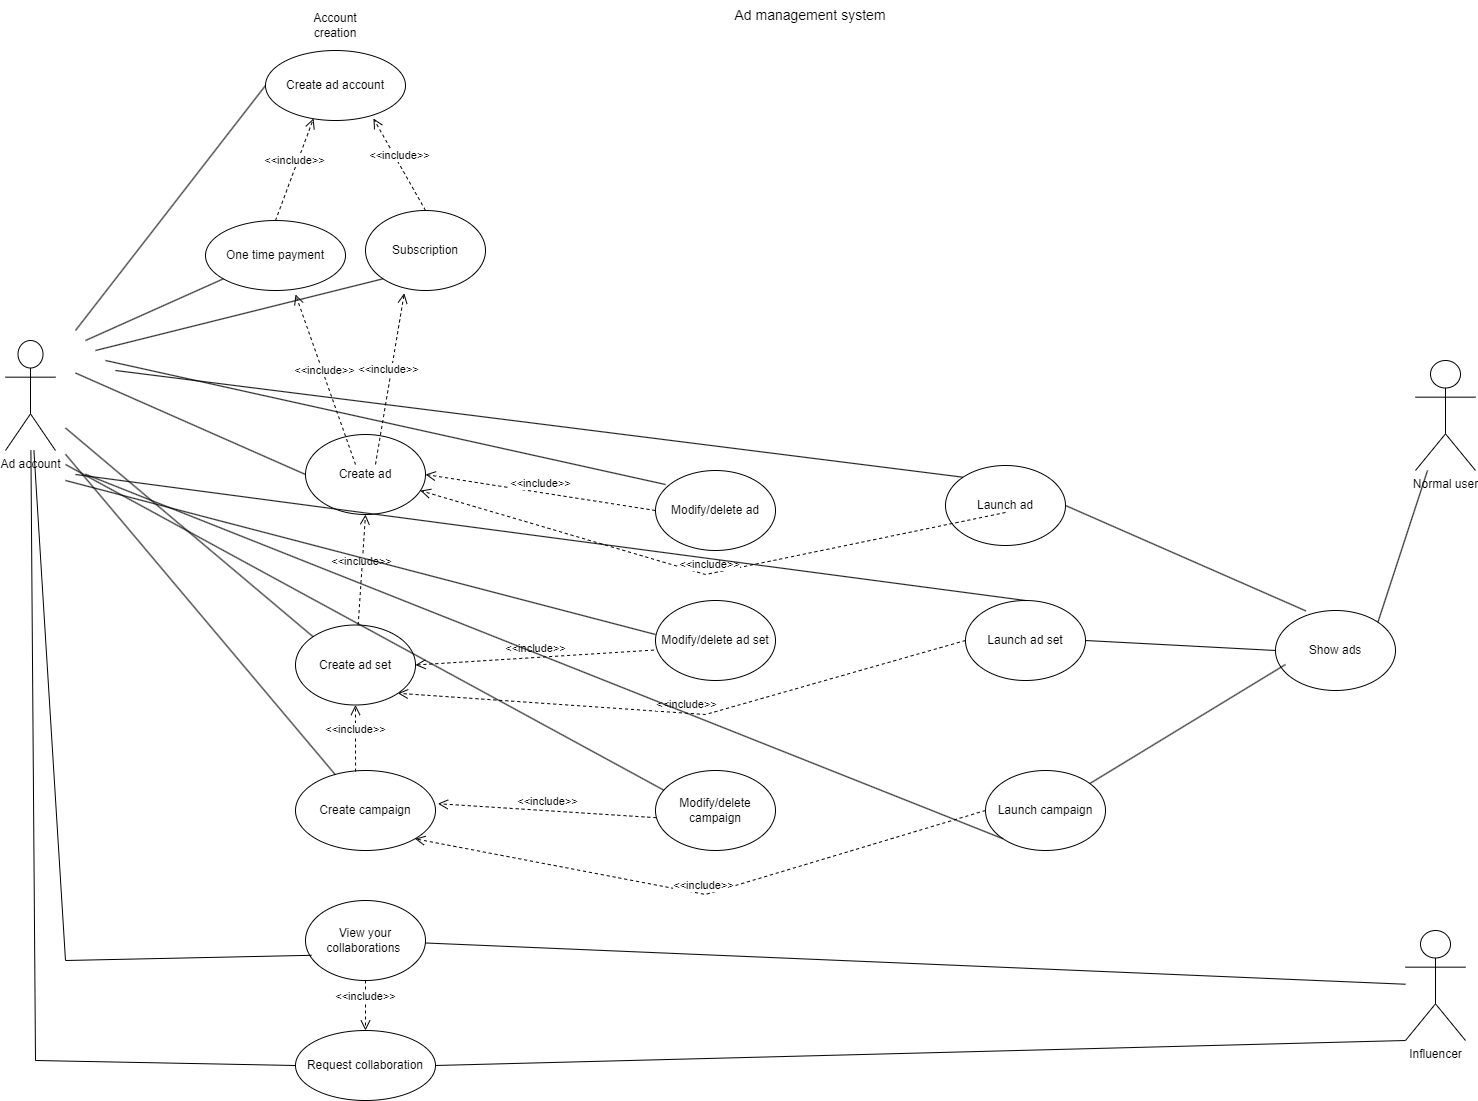 Ad management system
Account
creation
Create ad account
<<include>>
<<include>>
One time payment
Subscription
<<include>>
<<include>>
Ad account
Create ad
<<include>>
Modify/delete ad
Launch ad
Normal user
<<include>>
<<include>>
Create ad set
<<include>>
Modify/delete ad set
Launch ad set
Show ads
<<include>>
<<include>>
Create campaign
<<include>>
Modify/delete
campaign
Launch campaign
<<include>>
View your
collaborations
<<include>>
Request collaboration
Influencer